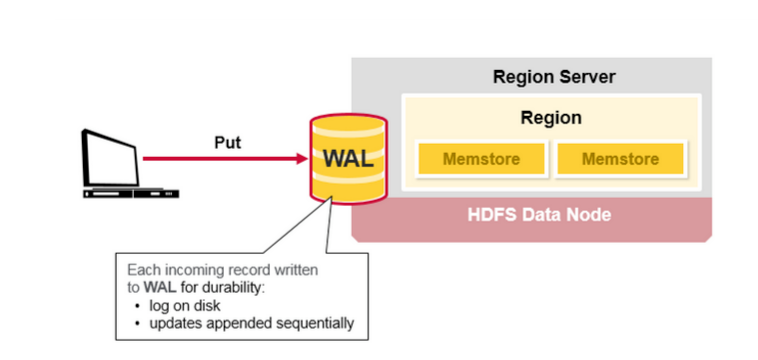 Region Server
Region
Put
WAL
Memstore
Memstore
HDFS Data Node
Each incoming record written
to WAL for durability:
• log on disk
• updates appended sequentially